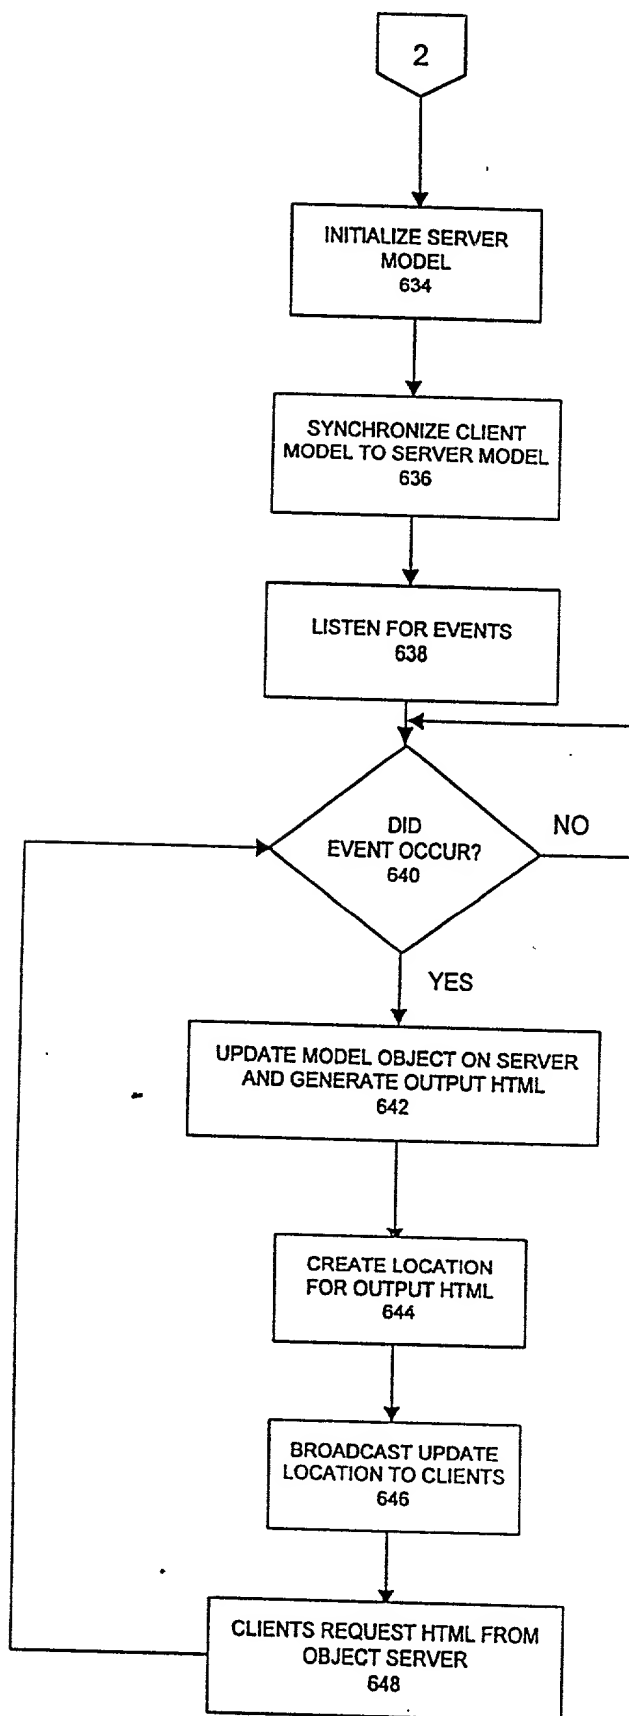 2
INITIALIZE SERVER
MODEL
634
SYNCHRONIZE CLIENT
MODEL TO SERVER MODEL
636
LISTEN FOR EVENTS
638
DID
EVENT OCCUR?
640
NO
YES
UPDATE MODEL OBJECT ON SERVER
AND GENERATE OUTPUT HTML
642
CREATE LOCATION
FOR OUTPUT HTML
644
BROADCAST UPDATE
LOCATION TO CLIENTS
646
CLIENTS REQUEST HTML FROM
OBJECT SERVER
648